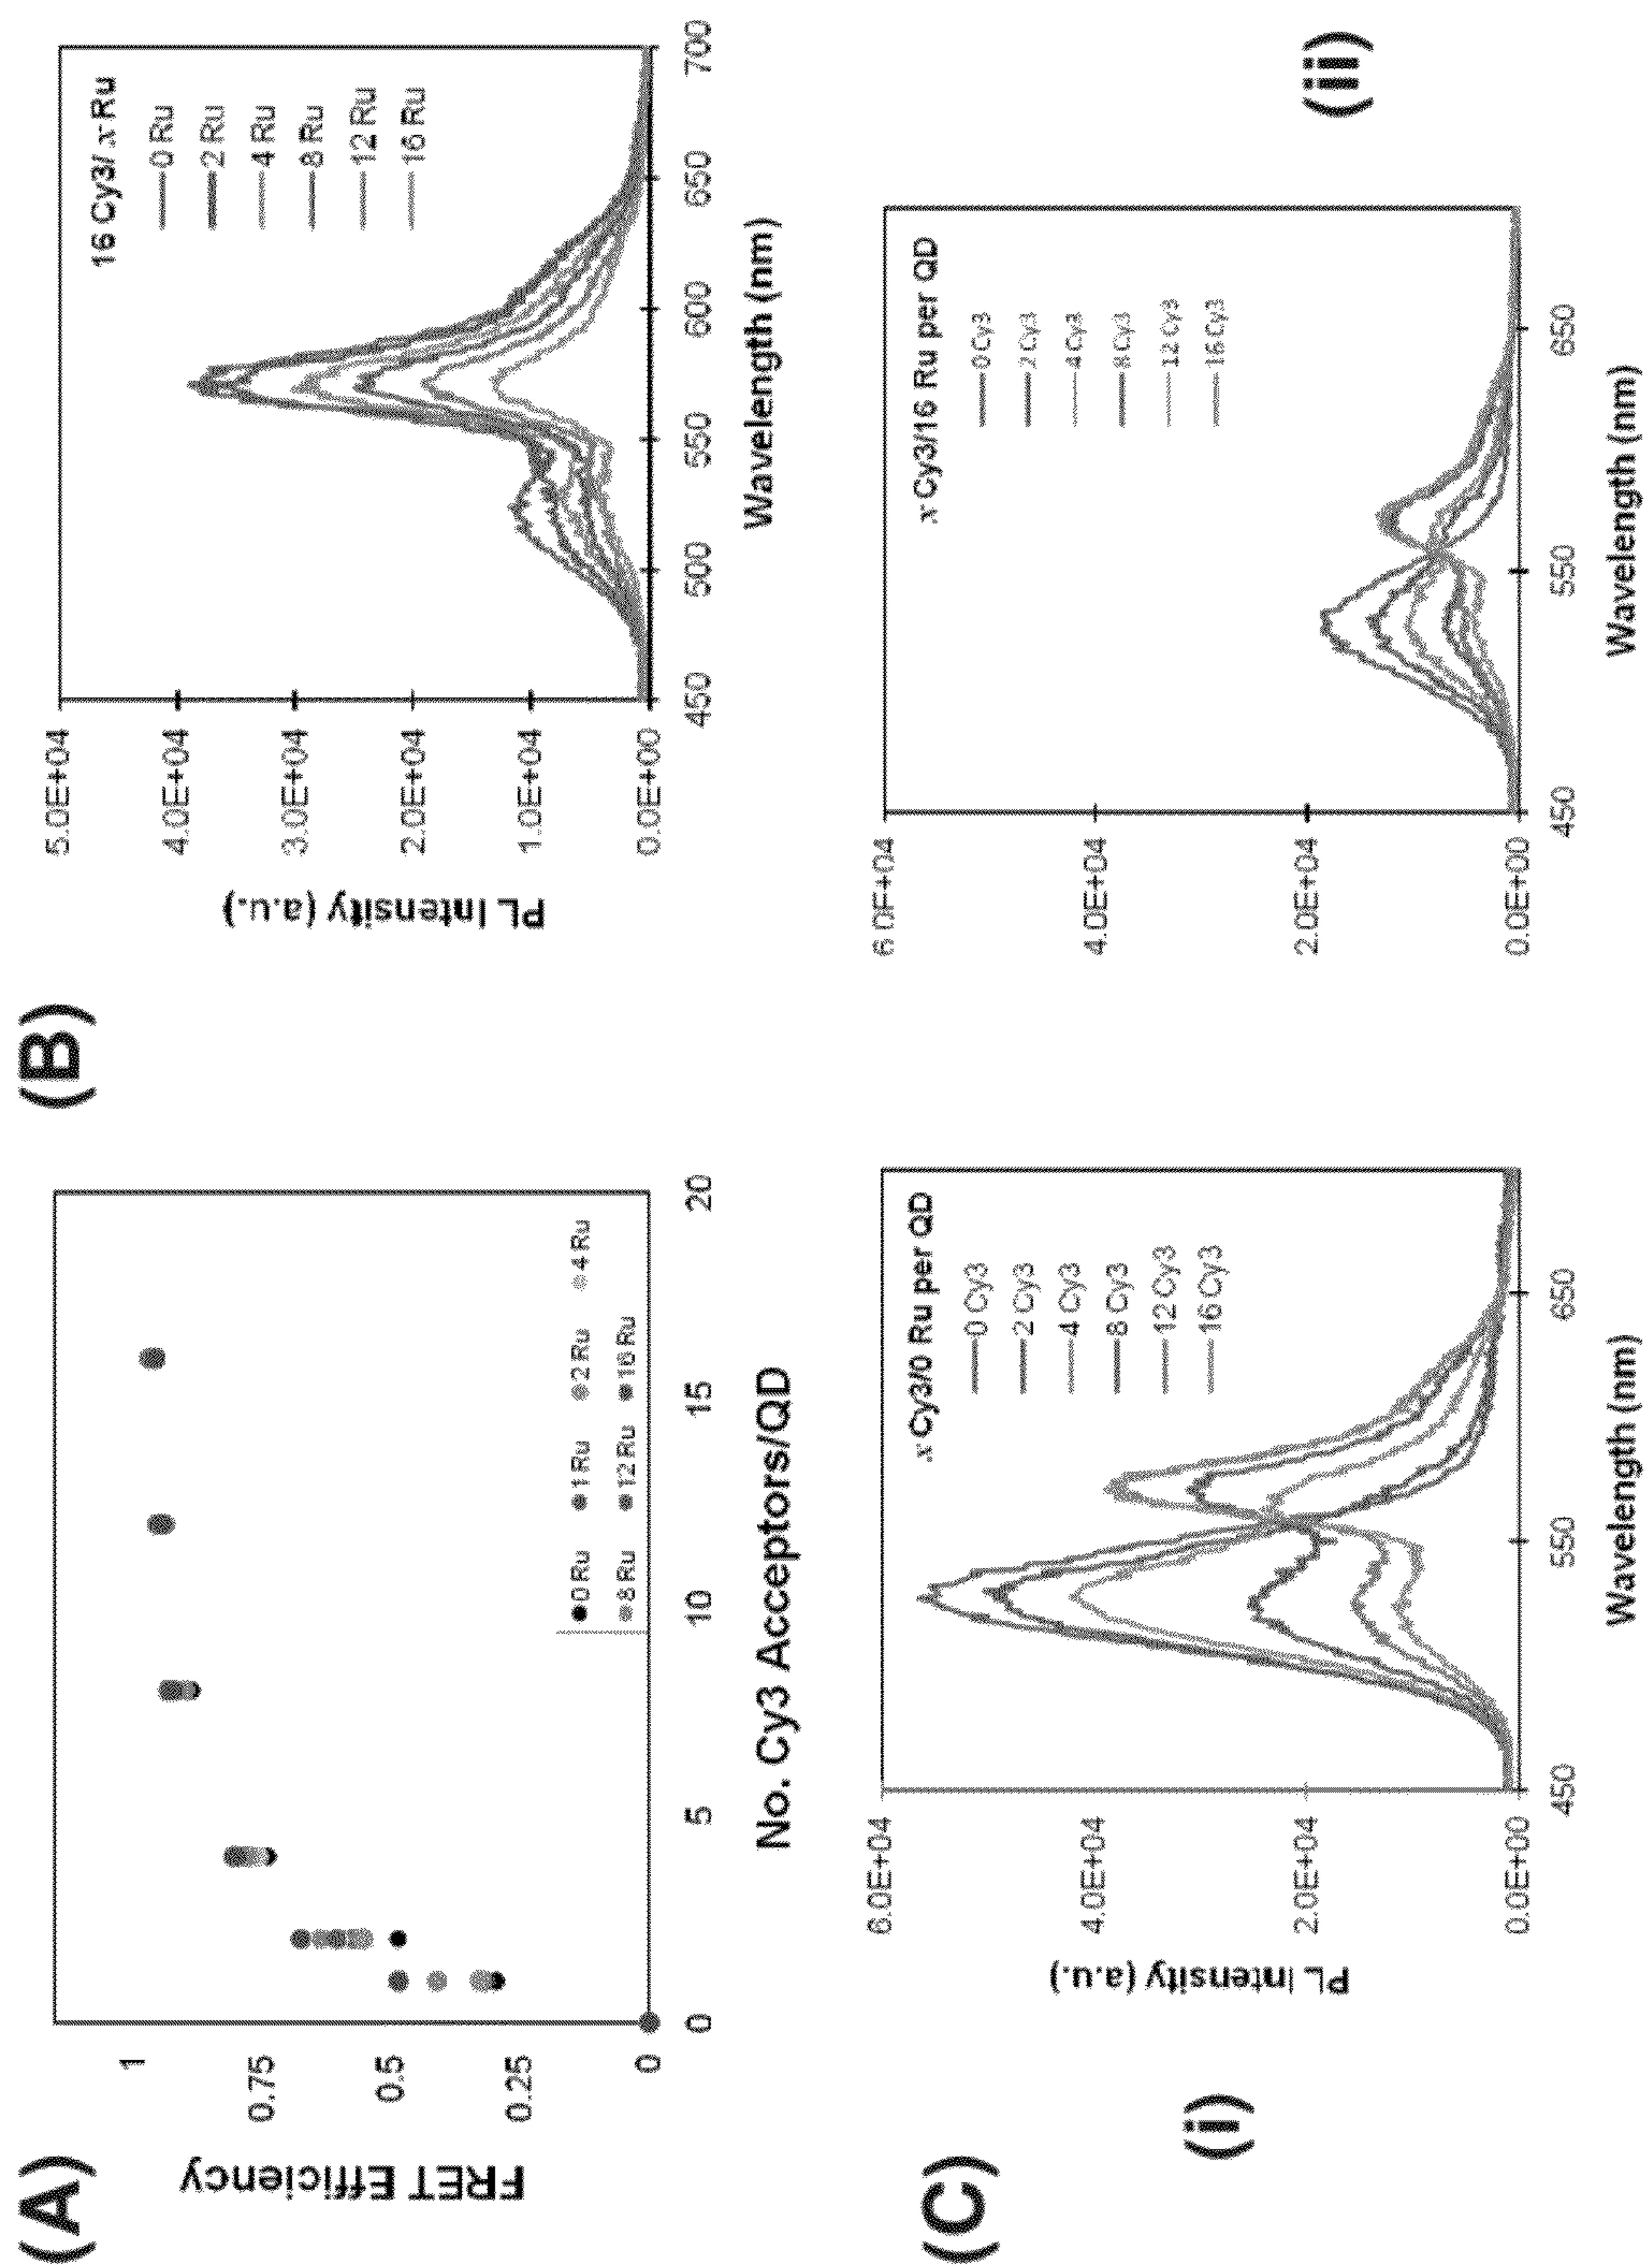 (A)
FRET Efficiency
1
0.75
0.5
0.25
0
0
5
10
15
20
No. Cy3 Acceptors/QD
0 Ru
1 Ru
2 Ru
4 Ru
8 Ru
12 Ru
16 Ru
(B)
PL Intensity (a.u.)
5.0E+04
4.0E+04
3.0E+04
2.0E+04
1.0E+04
0.0E+00
450
500
550
600
650
700
Wavelength (nm)
16 Cy3/ x Ru
0 Ru
2 Ru
4 Ru
8 Ru
12 Ru
16 Ru
(C)
(i)
PL Intensity (a.u.)
6.0E+04
4.0E+04
2.0E+04
0.0E+00
450
550
650
Wavelength (nm)
x Cy3/0 Ru per QD
0 Cy3
2 Cy3
4 Cy3
8 Cy3
12 Cy3
16 Cy3
(ii)
6.0E+04
4.0E+04
2.0E+04
0.0E+00
450
550
650
Wavelength (nm)
x Cy3/16 Ru per QD
0 Cy3
2 Cy3
4 Cy3
8 Cy3
12 Cy3
16 Cy3